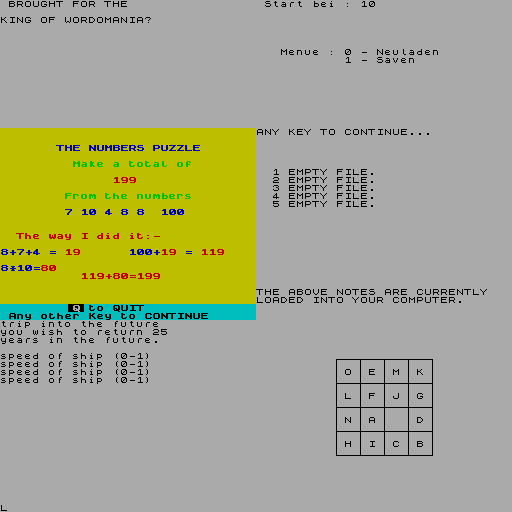 BROUGHT FOR THE
KING OF WORDOMANIA?
Start bei : 10
Menue : 0 - Neuladen
1 - Saven
THE NUMBERS PUZZLE
Make a total of
199
From the numbers
7 10 4 8 8 100
The way I did it:-
8+7+4 = 19 100+19 = 119
8*10=80
119+80=199
Q to QUIT
Any other Key to CONTINUE
ANY KEY TO CONTINUE...
1 EMPTY FILE.
2 EMPTY FILE.
3 EMPTY FILE.
4 EMPTY FILE.
5 EMPTY FILE.
THE ABOVE NOTES ARE CURRENTLY
LOADED INTO YOUR COMPUTER.
trip into the future
you wish to return 25
years in the future.
speed of ship (0-1)
speed of ship (0-1)
speed of ship (0-1)
speed of ship (0-1)
L
O E M K
L F J G
N A D
H I C B